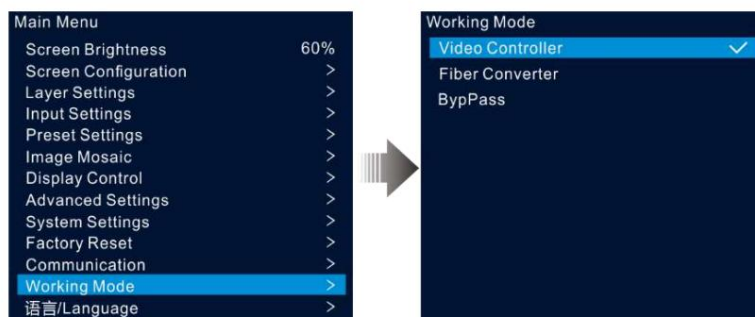 Main Menu
Screen Brightness 60%
Screen Configuration >
Layer Settings >
Input Settings >
Preset Settings >
Image Mosaic >
Display Control >
Advanced Settings >
System Settings >
Factory Reset >
Communication >
Working Mode >
语言/Language >
Working Mode
Video Controller ✓
Fiber Converter
BypPass